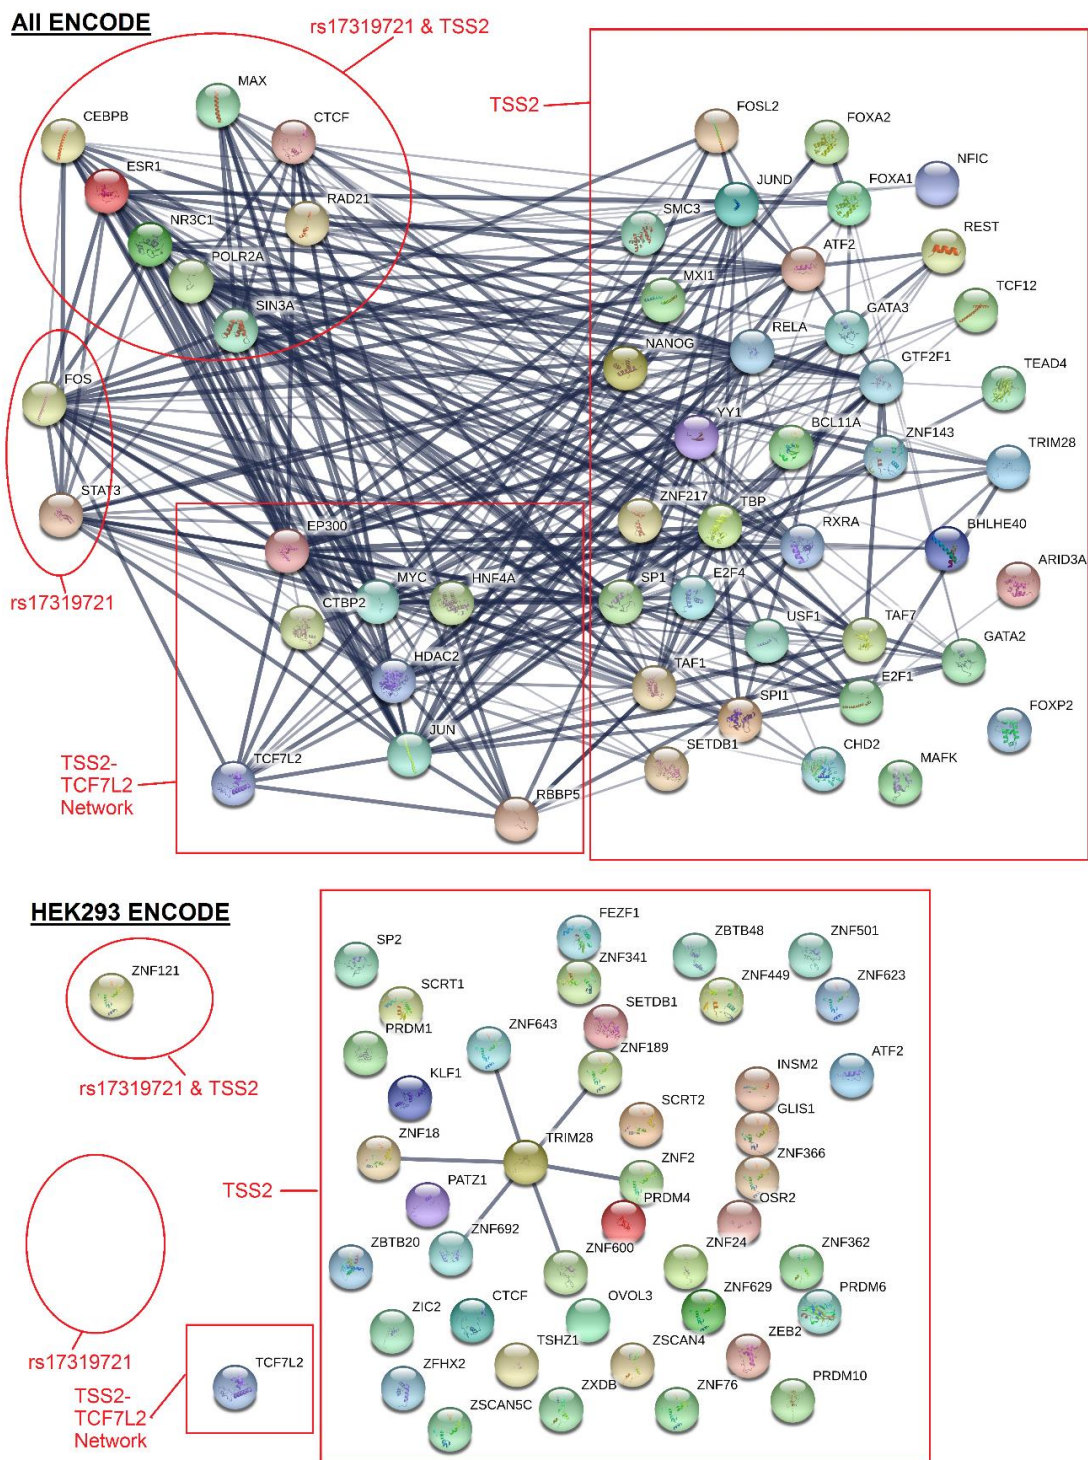 All ENCODE
rs17319721 & TSS2
TSS2
MAX
CEBPB
CTCF
ESR1
RAD21
NR3C1
POLR2A
SIN3A
FOS
STAT3
rs17319721
FOSL2
FOXA2
NFIC
JUND
FOXA1
SMC3
REST
ATF2
MXI1
TCF12
RELA
GATA3
NANOG
GTF2F1
TEAD4
YY1
BCL11A
ZNF143
TRIM28
ZNF217
TBP
RXRA
BHLHE40
ARID3A
SP1
E2F4
USF1
TAF7
GATA2
TAF1
SPI1
E2F1
FOXP2
SETDB1
CHD2
MAFK
EP300
MYC
HNF4A
CTBP2
HDAC2
JUN
TCF7L2
RBBP5
TSS2-
TCF7L2
Network
HEK293 ENCODE
ZNF121
rs17319721 & TSS2
rs17319721
TSS2-
TCF7L2
Network
TCF7L2
TSS2
FEZF1
SP2
ZBTB48
ZNF501
ZNF341
SCRT1
ZNF449
ZNF623
SETDB1
PRDM1
ZNF643
ZNF189
ATF2
INSM2
KLF1
SCRT2
GLIS1
ZNF18
TRIM28
ZNF2
ZNF366
PATZ1
PRDM4
OSR2
ZNF692
ZBTB20
ZNF600
ZNF24
ZNF362
ZIC2
CTCF
OVOL3
ZNF629
PRDM6
TSHZ1
ZSCAN4
ZEB2
ZFHX2
ZXDB
ZNF76
PRDM10
ZSCAN5C